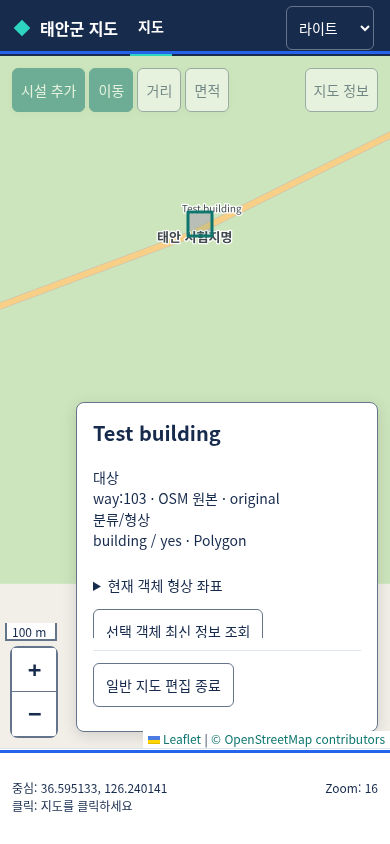 태안군 지도
지도
라이트
시설 추가
이동
거리
면적
지도 정보
Test building
태안 시험지명
Test building
대상
way:103 · OSM 원본 · original
분류/형상
building / yes · Polygon
▶ 현재 객체 형상 좌표
선택 객체 최신 정보 조회
일반 지도 편집 종료
100 m
+
−
Leaflet | © OpenStreetMap contributors
중심: 36.595133, 126.240141
Zoom: 16
클릭: 지도를 클릭하세요